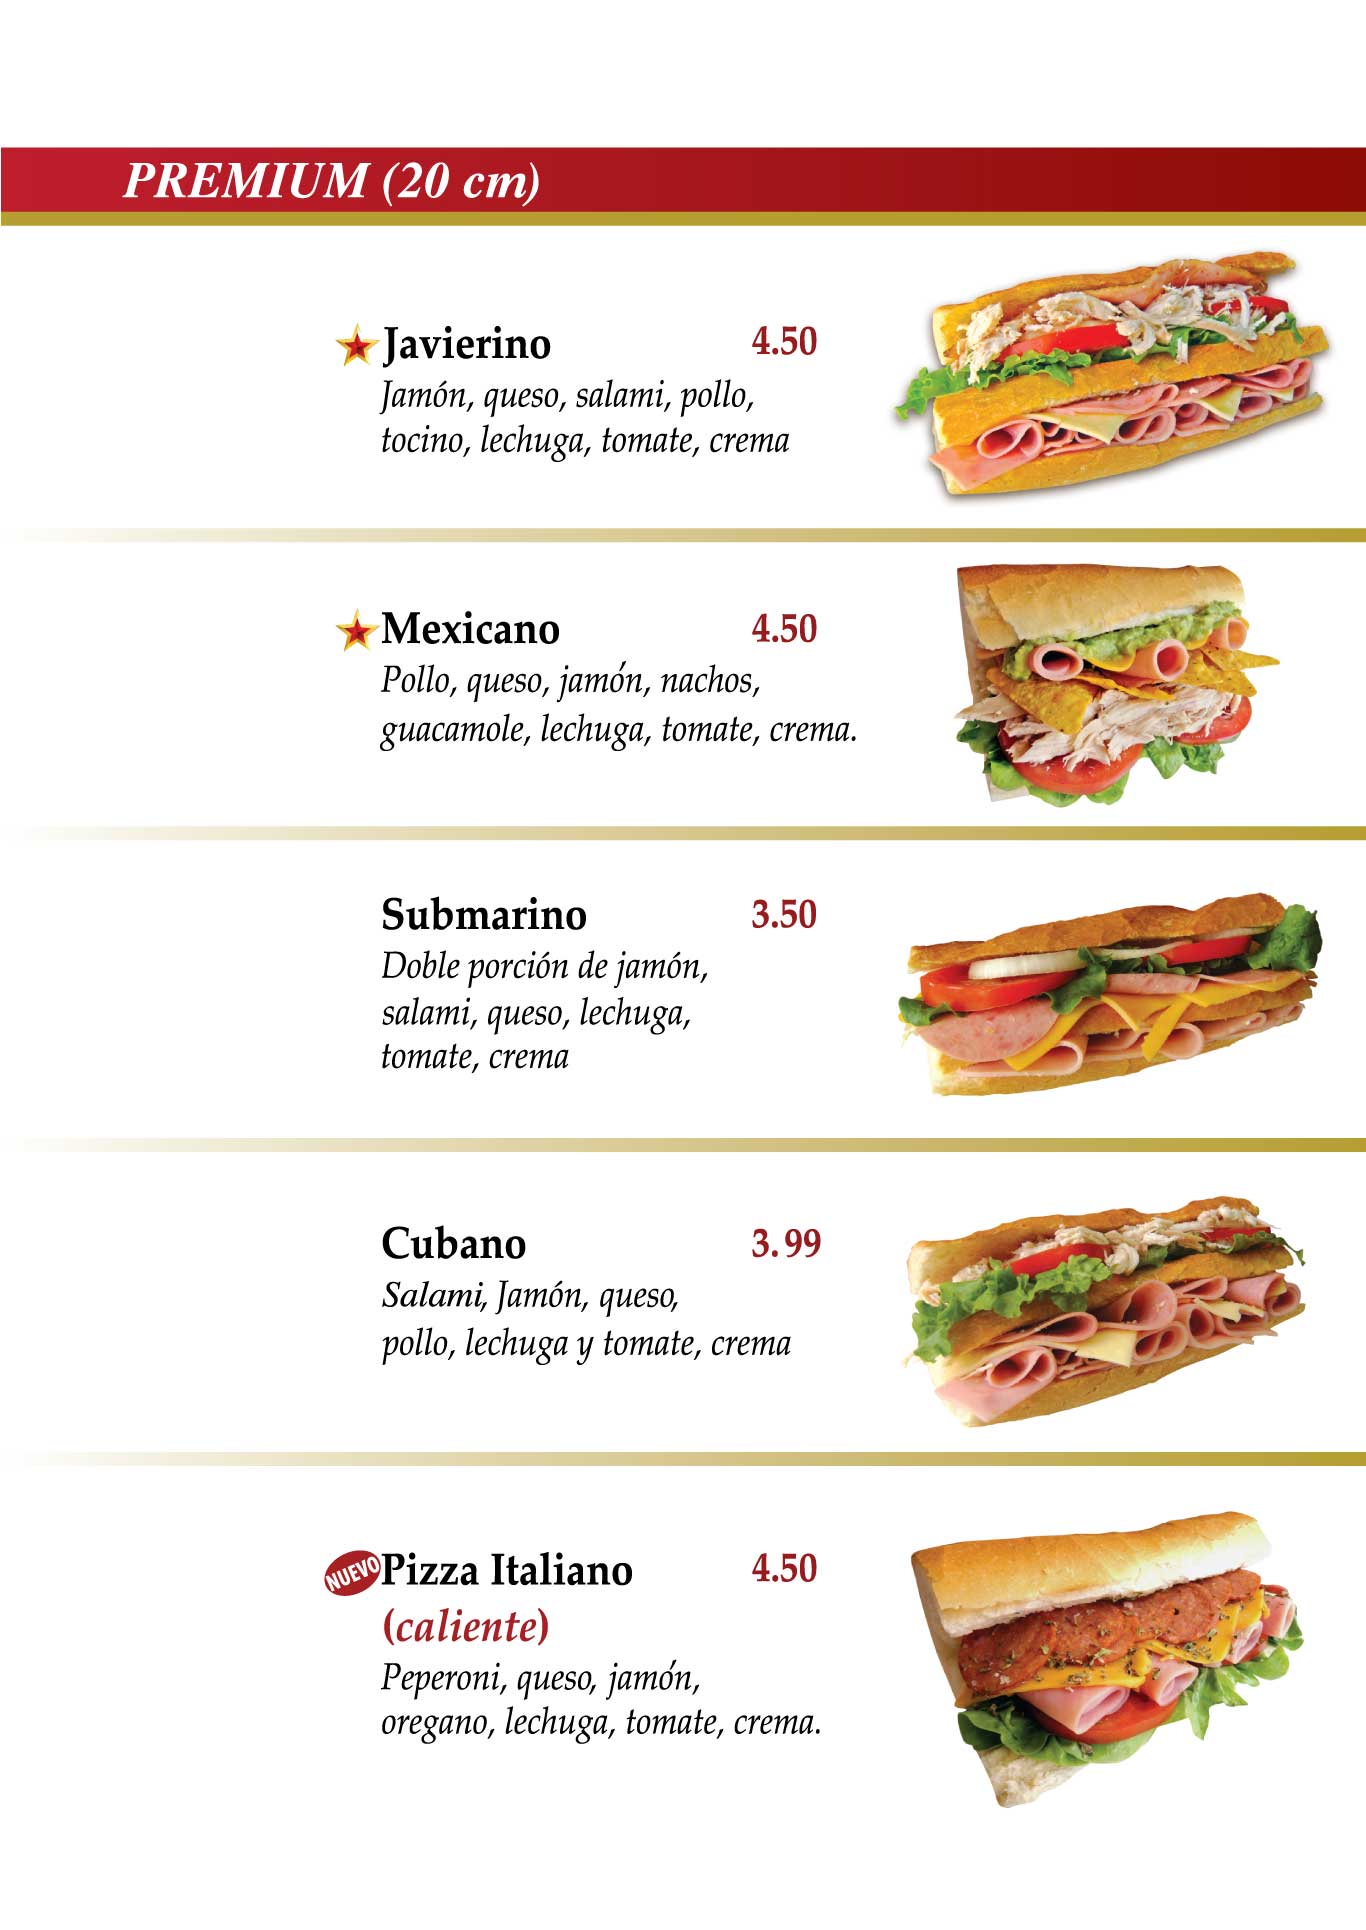 PREMIUM (20 cm)
Javierino 4.50
Jamón, queso, salami, pollo,
tocino, lechuga, tomate, crema
Mexicano 4.50
Pollo, queso, jamón, nachos,
guacamole, lechuga, tomate, crema.
Submarino 3.50
Doble porción de jamón,
salami, queso, lechuga,
tomate, crema
Cubano 3.99
Salami, Jamón, queso,
pollo, lechuga y tomate, crema
NUEVO Pizza Italiano 4.50
(caliente)
Peperoni, queso, jamón,
oregano, lechuga, tomate, crema.